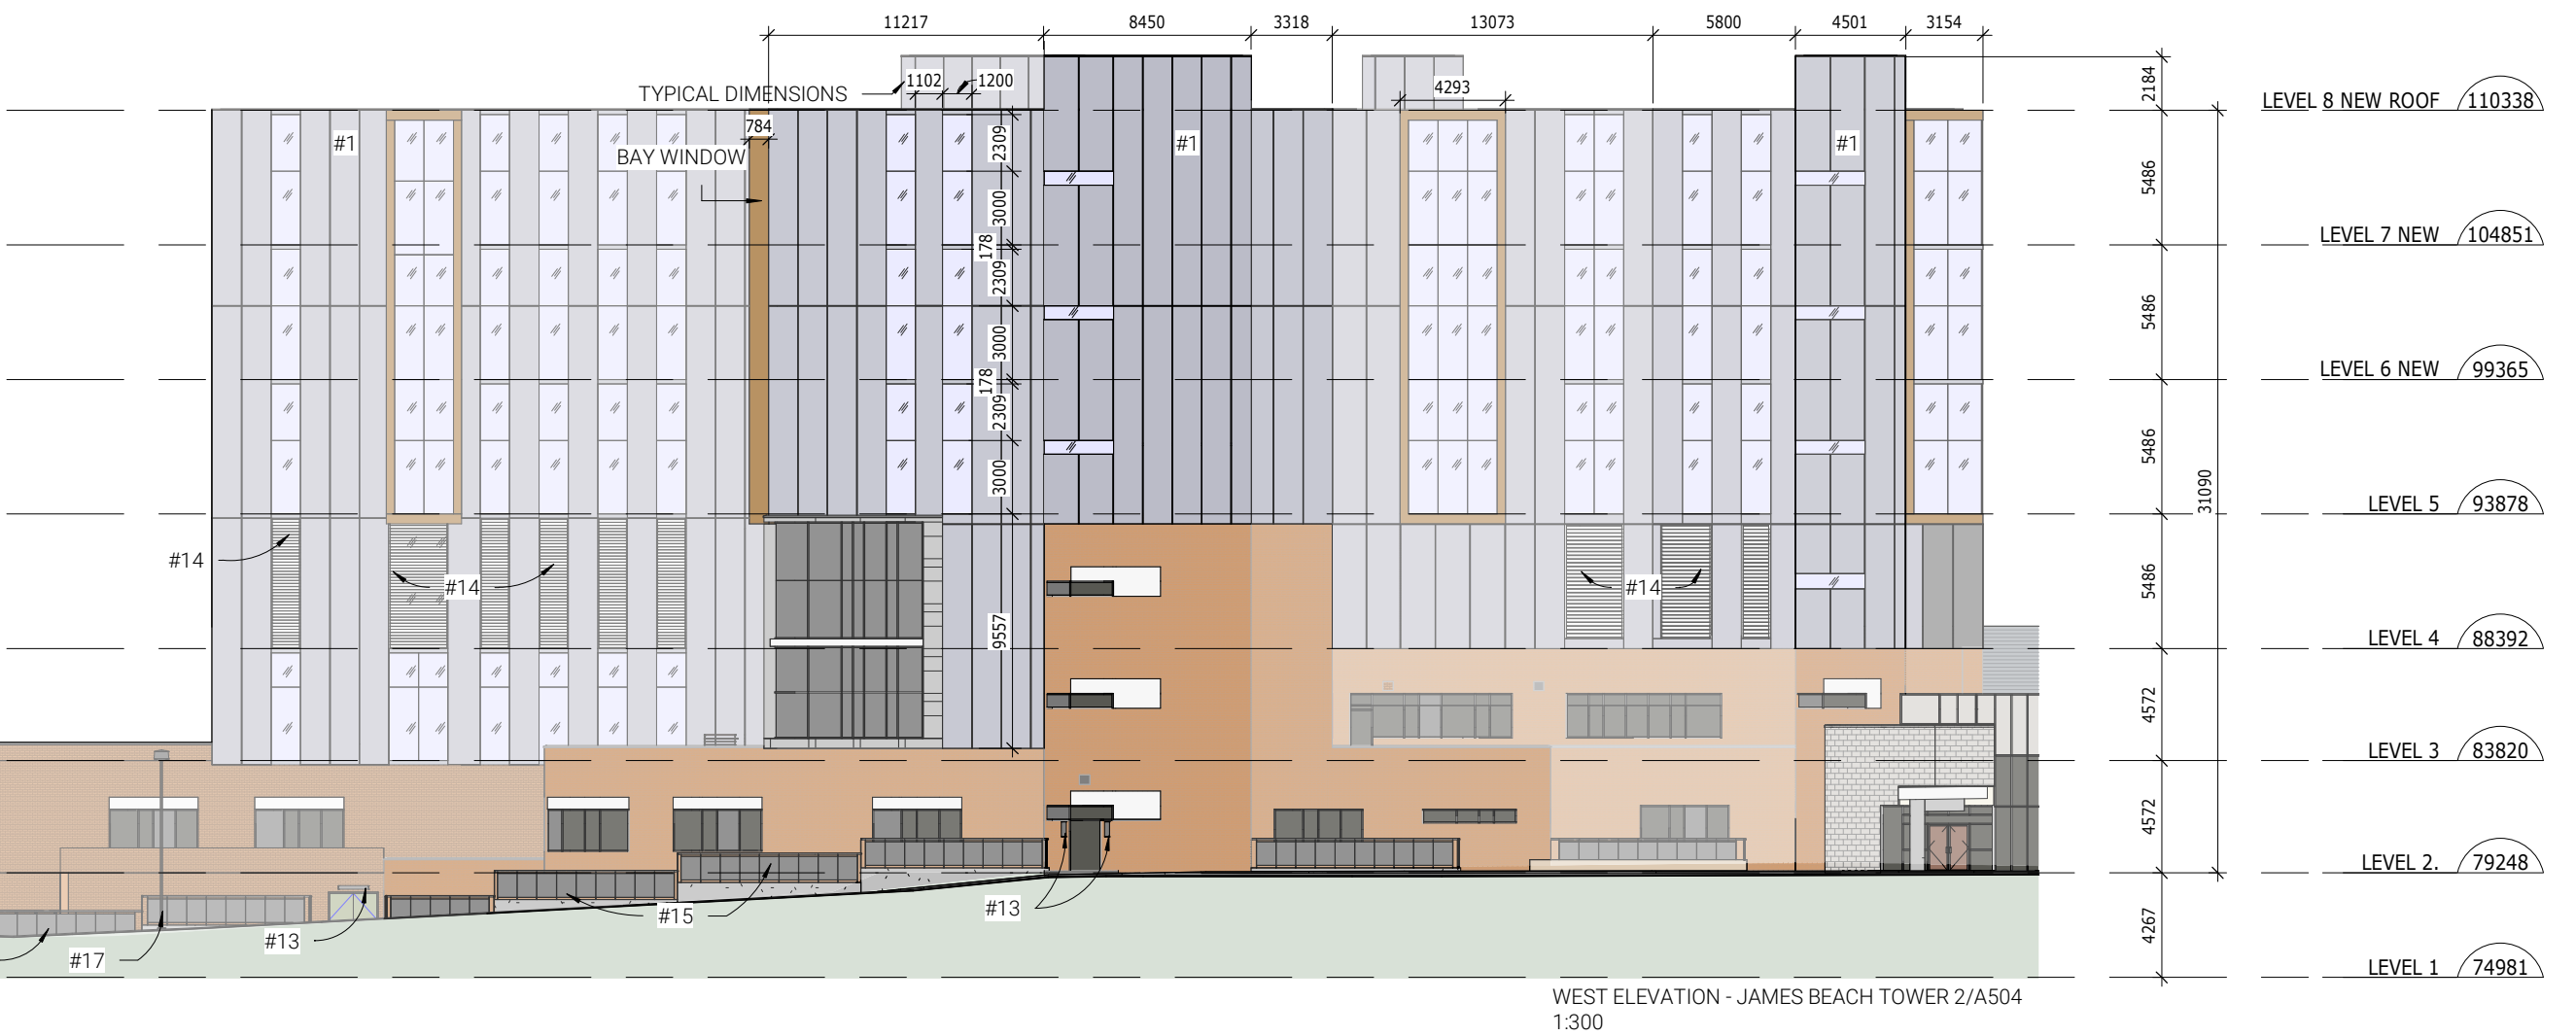 11217 8450 3318 13073 5800 4501 3154
TYPICAL DIMENSIONS 1102 1200 4293 2184
LEVEL 8 NEW ROOF 110338
784 #1 #1 #1
BAY WINDOW 2309 5486
3000
LEVEL 7 NEW 104851
178
2309 5486
3000
LEVEL 6 NEW 99365
178
2309 5486
3000 31090
LEVEL 5 93878
#14 #14 #14 5486
9557
LEVEL 4 88392
4572
LEVEL 3 83820
4572
LEVEL 2. 79248
#15 #13
#17 #13 4267
LEVEL 1 74981
WEST ELEVATION - JAMES BEACH TOWER 2/A504
1:300